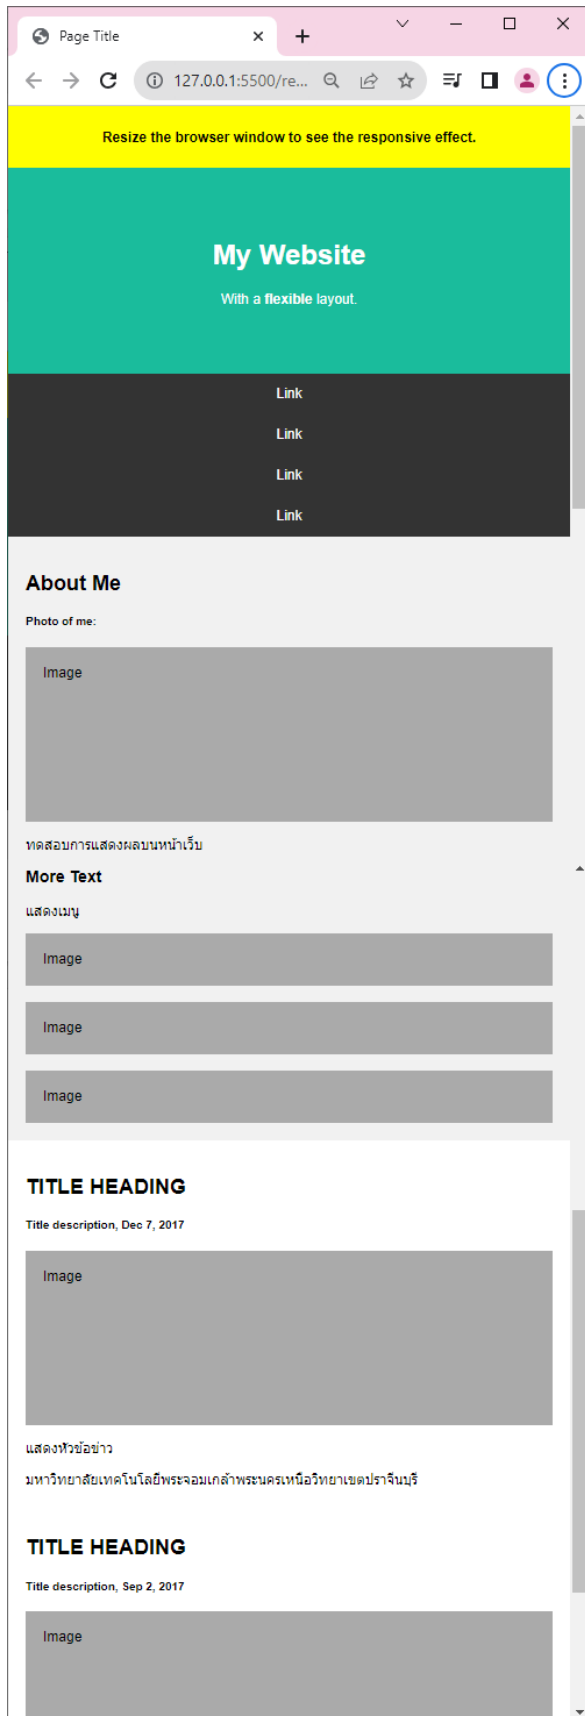 Page Title
127.0.0.1:5500/re...
Resize the browser window to see the responsive effect.
My Website
With a flexible layout.
Link
Link
Link
Link
About Me
Photo of me:
Image
ทดสอบการแสดงผลบนหน้าเว็บ
More Text
แสดงเมนู
Image
Image
Image
TITLE HEADING
Title description, Dec 7, 2017
Image
แสดงหัวข้อข่าว
มหาวิทยาลัยเทคโนโลยีพระจอมเกล้าพระนครเหนือวิทยาเขตปราจีนบุรี
TITLE HEADING
Title description, Sep 2, 2017
Image